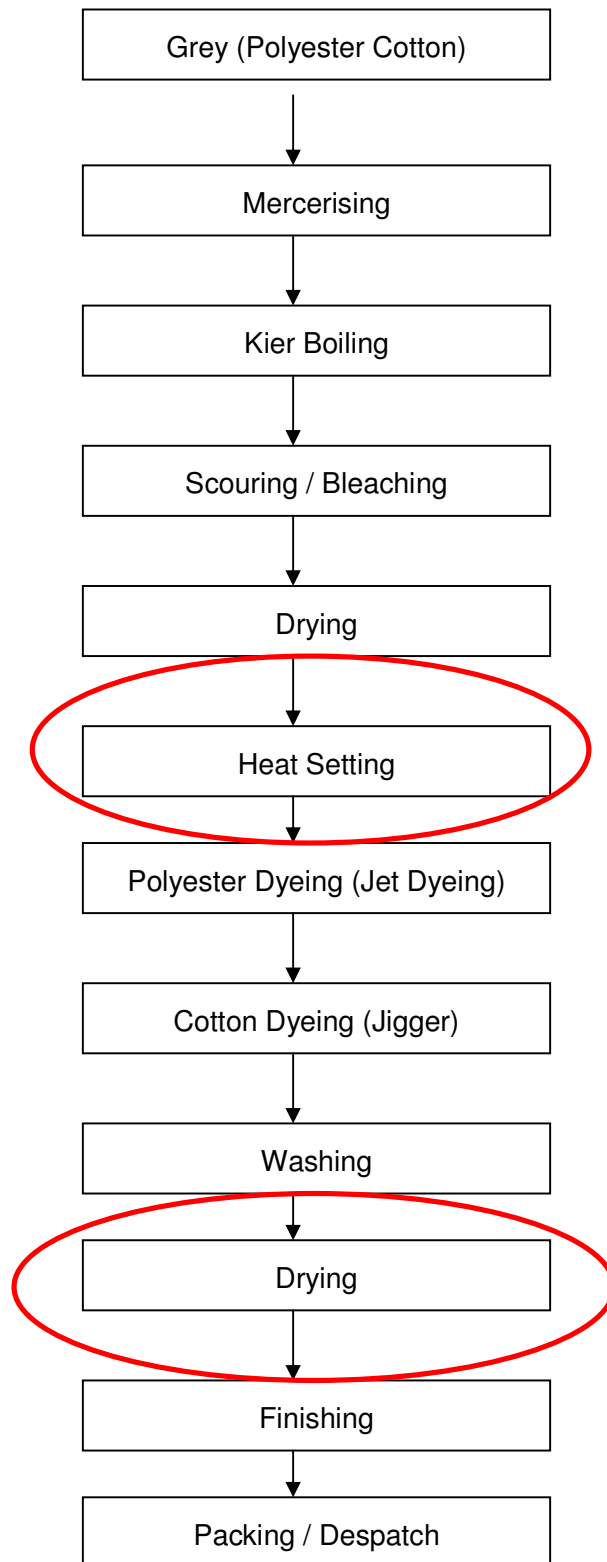 Grey (Polyester Cotton)
Mercerising
Kier Boiling
Scouring / Bleaching
Drying
Heat Setting
Polyester Dyeing (Jet Dyeing)
Cotton Dyeing (Jigger)
Washing
Drying
Finishing
Packing / Despatch